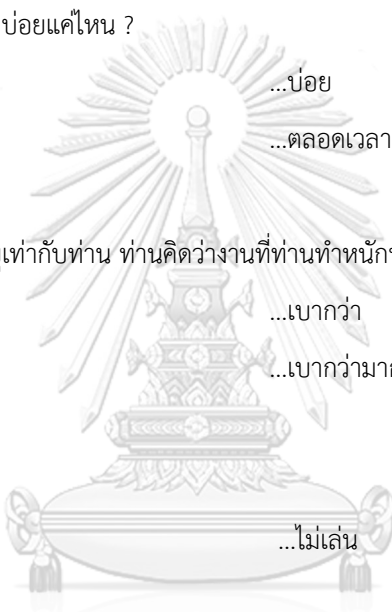 บ่อยแค่ไหน ?
...บ่อย
...ตลอดเวลา
เท่ากับท่าน ท่านคิดว่างานที่ท่านทำหนัก
...เบากว่า
...เบากว่า
...ไม่เล่น